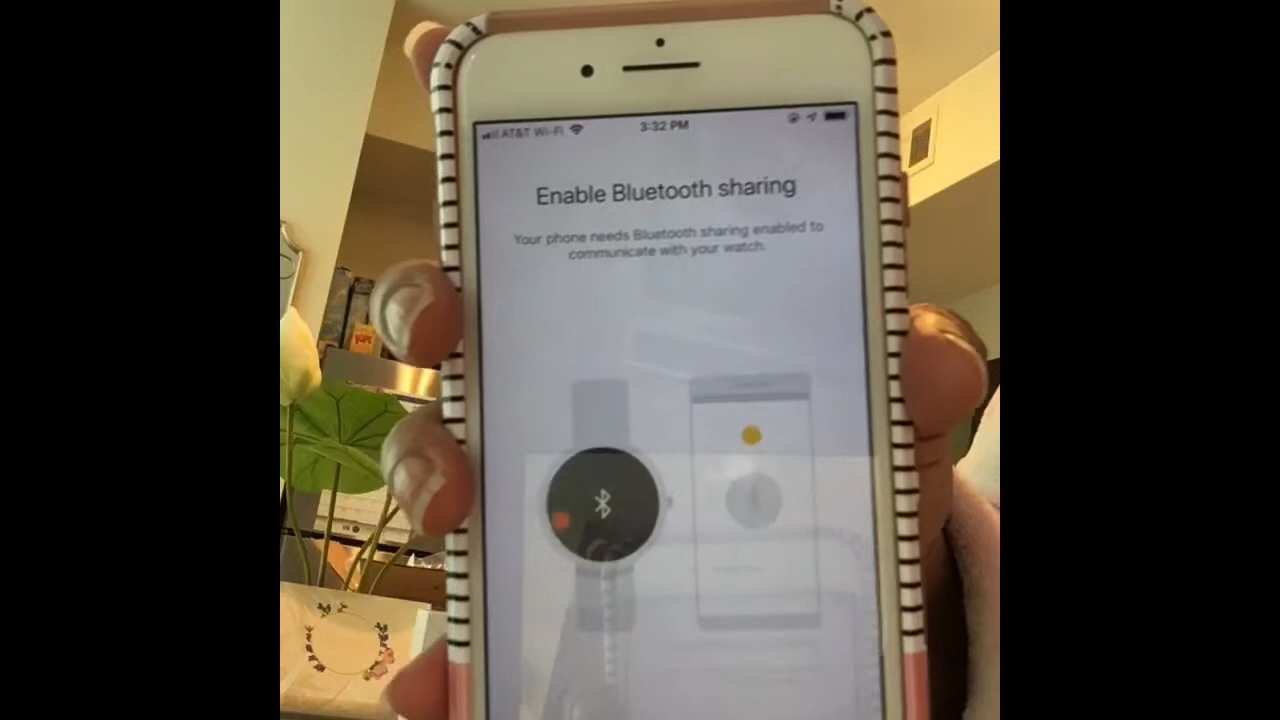 AT&T Wi-Fi 3:32 PM
Enable Bluetooth sharing
Your phone needs Bluetooth sharing enabled to
communicate with your watch.